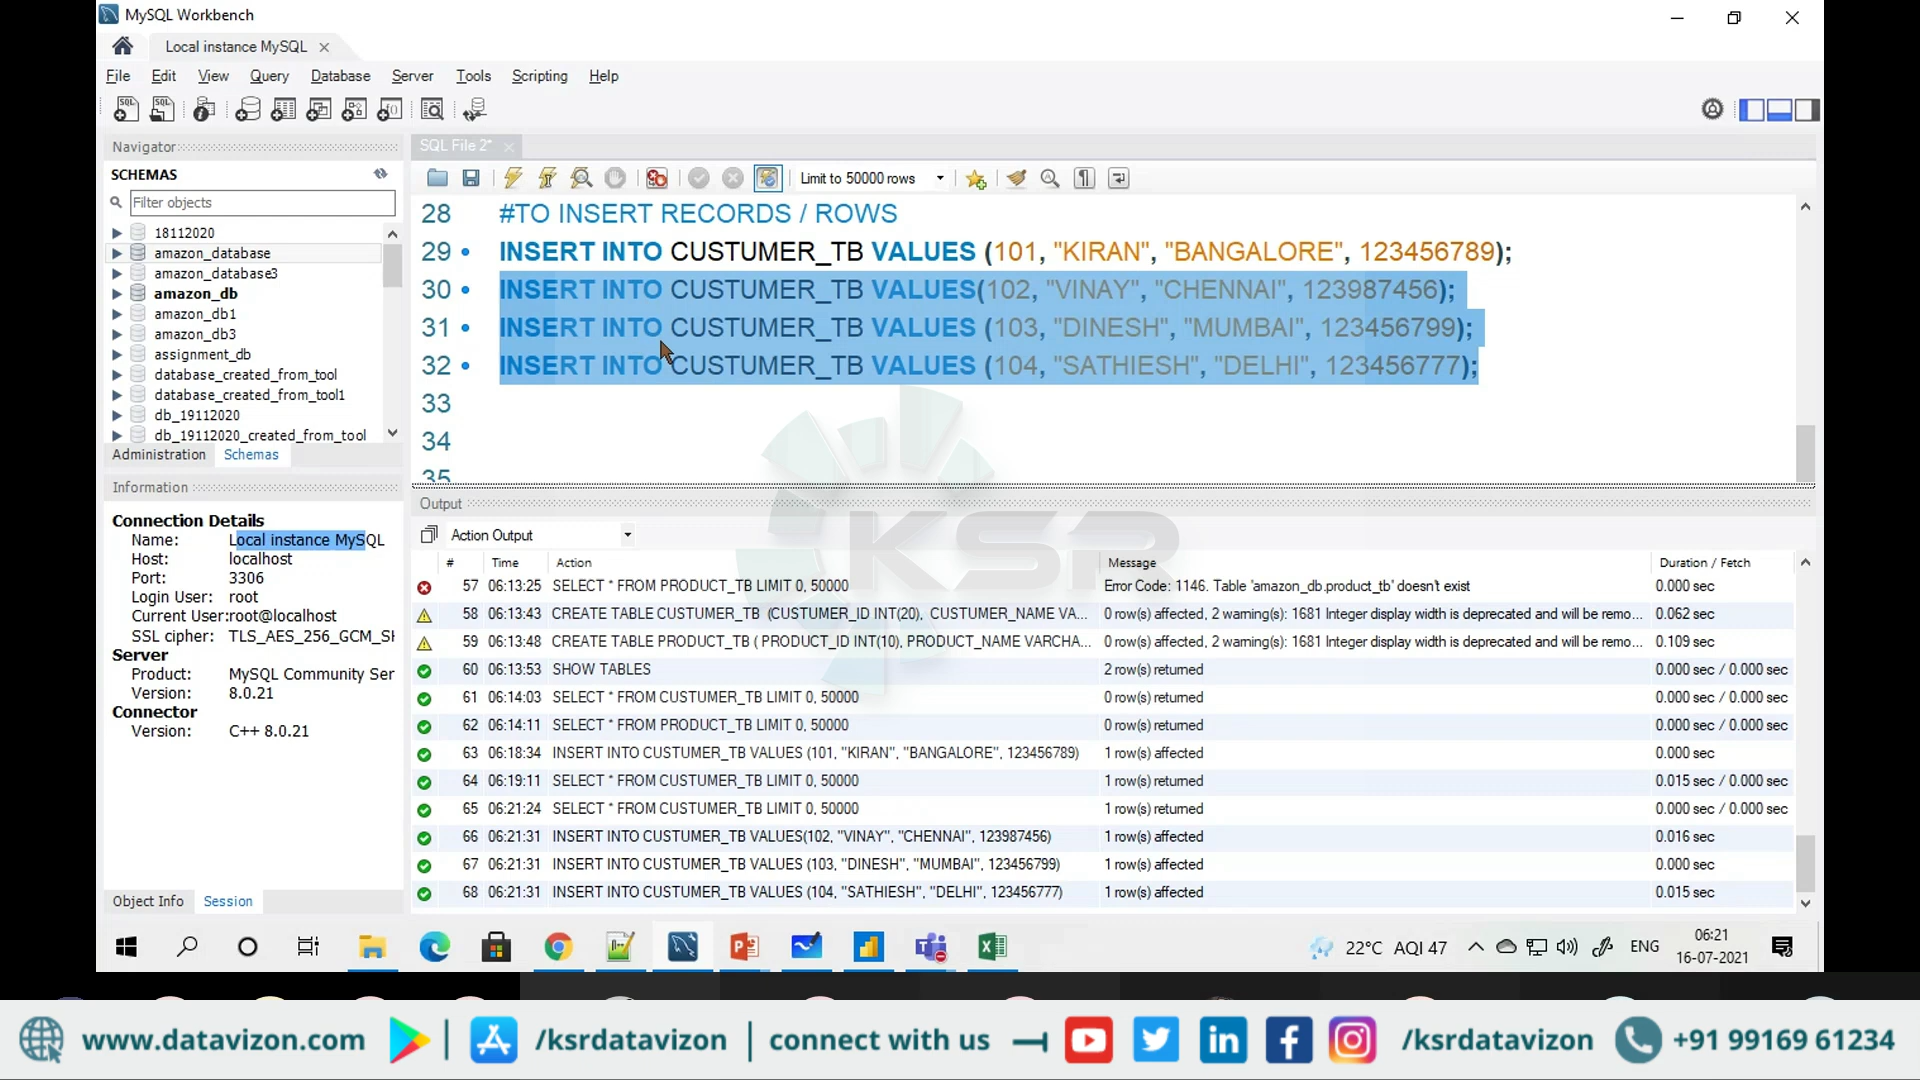 MySQL Workbench
Local instance MySQL
File Edit View Query Database Server Tools Scripting Help
Navigator
SCHEMAS
Filter objects
18112020
amazon_database
amazon_database3
amazon_db
amazon_db1
amazon_db3
assignment_db
database_created_from_tool
database_created_from_tool1
db_19112020
db_19112020_created_from_tool
Administration Schemas
Information
Connection Details
Name: Local instance MySQL
Host: localhost
Port: 3306
Login User: root
Current User:root@localhost
SSL cipher: TLS_AES_256_GCM_SH
Server
Product: MySQL Community Ser
Version: 8.0.21
Connector
Version: C++ 8.0.21
Object Info Session
SQL File 2*
Limit to 50000 rows
28 #TO INSERT RECORDS / ROWS
29 INSERT INTO CUSTUMER_TB VALUES (101, "KIRAN", "BANGALORE", 123456789);
30 INSERT INTO CUSTUMER_TB VALUES(102, "VINAY", "CHENNAI", 123987456);
31 INSERT INTO CUSTUMER_TB VALUES (103, "DINESH", "MUMBAI", 123456799);
32 INSERT INTO CUSTUMER_TB VALUES (104, "SATHIESH", "DELHI", 123456777);
33
34
35
KSR
Output
Action Output
# Time Action Message Duration / Fetch
57 06:13:25 SELECT * FROM PRODUCT_TB LIMIT 0, 50000 Error Code: 1146. Table 'amazon_db.product_tb' doesn't exist 0.000 sec
58 06:13:43 CREATE TABLE CUSTUMER_TB (CUSTUMER_ID INT(20), CUSTUMER_NAME VA... 0 row(s) affected, 2 warning(s): 1681 Integer display width is deprecated and will be remo... 0.062 sec
59 06:13:48 CREATE TABLE PRODUCT_TB ( PRODUCT_ID INT(10), PRODUCT_NAME VARCHA... 0 row(s) affected, 2 warning(s): 1681 Integer display width is deprecated and will be remo... 0.109 sec
60 06:13:53 SHOW TABLES 2 row(s) returned 0.000 sec / 0.000 sec
61 06:14:03 SELECT * FROM CUSTUMER_TB LIMIT 0, 50000 0 row(s) returned 0.000 sec / 0.000 sec
62 06:14:11 SELECT * FROM PRODUCT_TB LIMIT 0, 50000 0 row(s) returned 0.000 sec / 0.000 sec
63 06:18:34 INSERT INTO CUSTUMER_TB VALUES (101, "KIRAN", "BANGALORE", 123456789) 1 row(s) affected 0.000 sec
64 06:19:11 SELECT * FROM CUSTUMER_TB LIMIT 0, 50000 1 row(s) returned 0.015 sec / 0.000 sec
65 06:21:24 SELECT * FROM CUSTUMER_TB LIMIT 0, 50000 1 row(s) returned 0.000 sec / 0.000 sec
66 06:21:31 INSERT INTO CUSTUMER_TB VALUES(102, "VINAY", "CHENNAI", 123987456) 1 row(s) affected 0.016 sec
67 06:21:31 INSERT INTO CUSTUMER_TB VALUES (103, "DINESH", "MUMBAI", 123456799) 1 row(s) affected 0.000 sec
68 06:21:31 INSERT INTO CUSTUMER_TB VALUES (104, "SATHIESH", "DELHI", 123456777) 1 row(s) affected 0.015 sec
22°C AQI 47 ENG 06:21
16-07-2021
www.datavizon.com | /ksrdatavizon | connect with us /ksrdatavizon +91 99169 61234